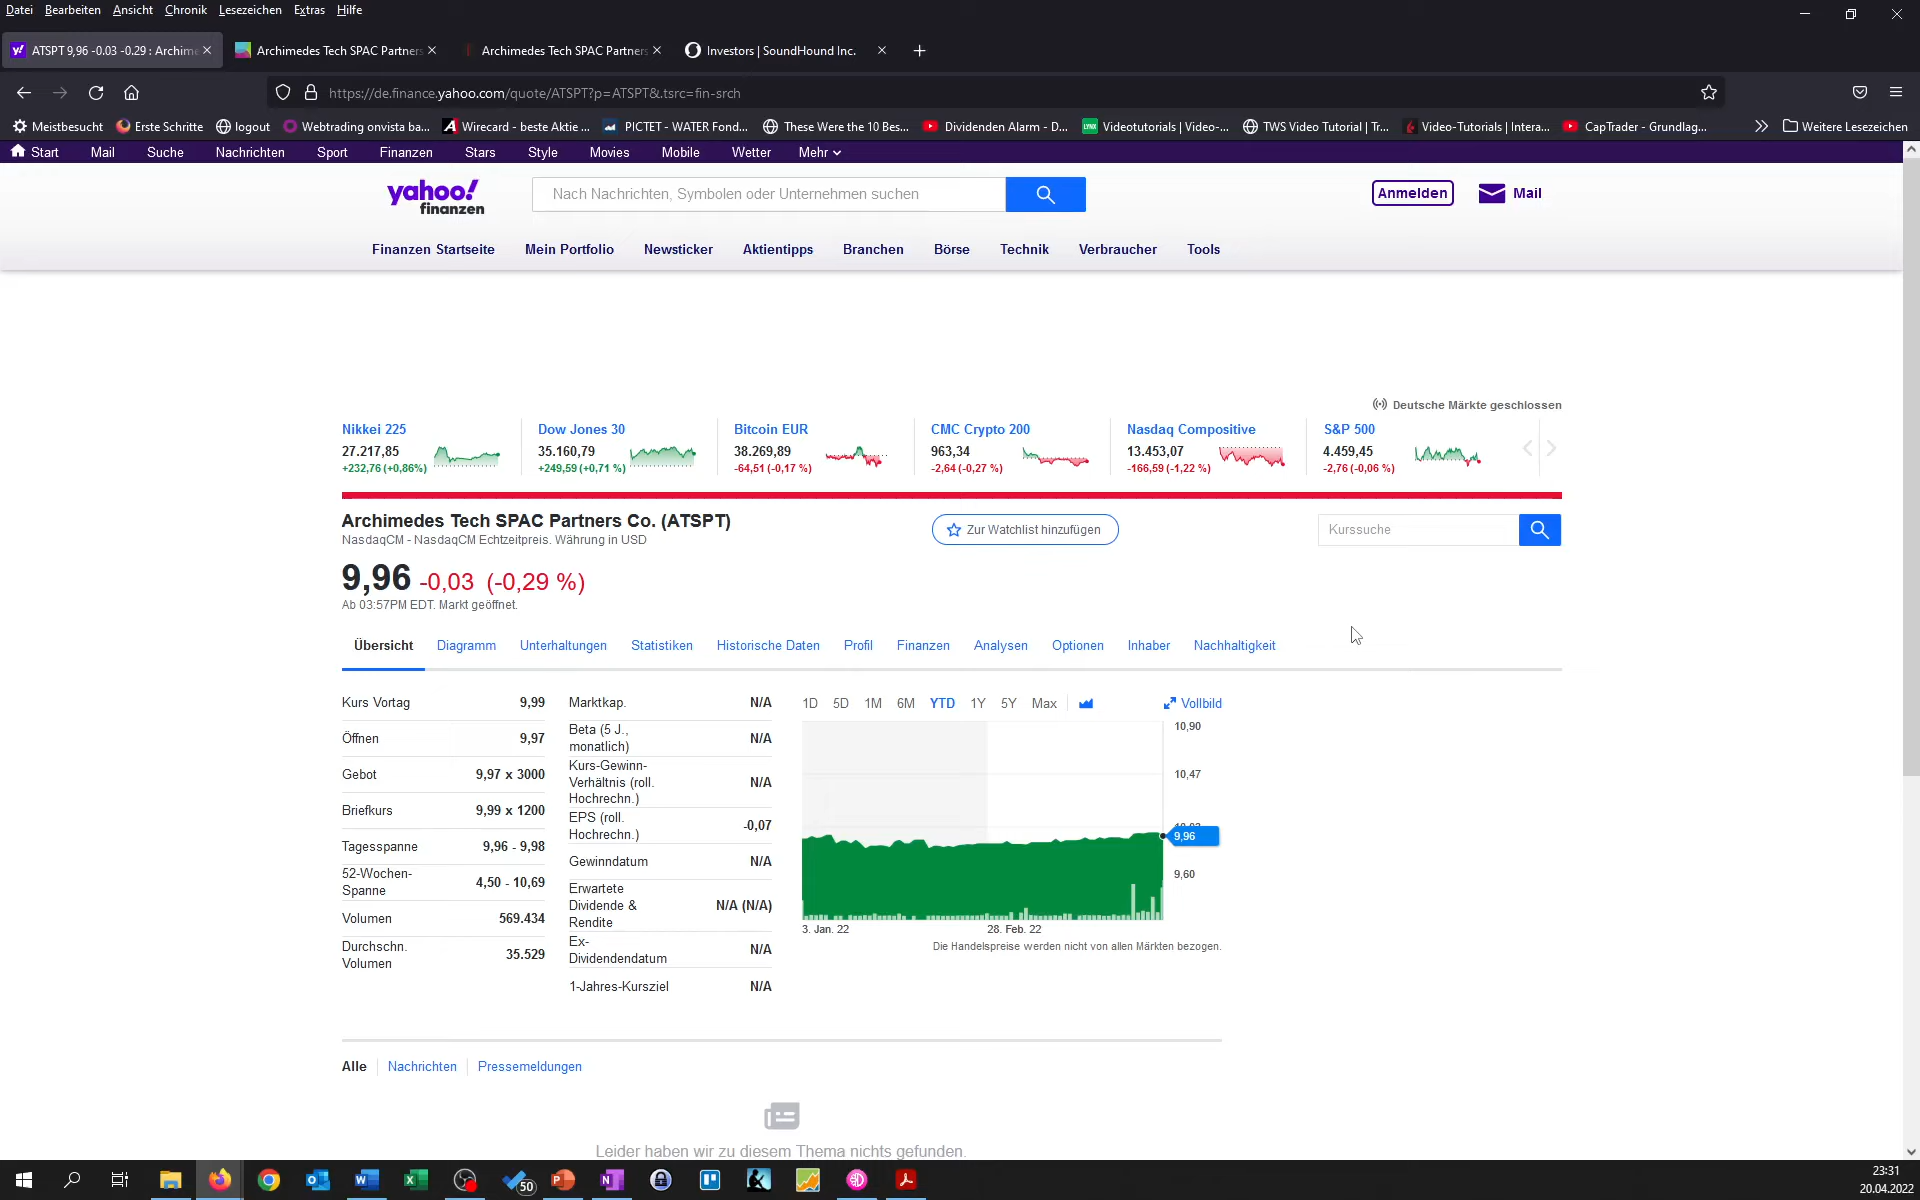 Datei Bearbeiten Ansicht Chronik Lesezeichen Extras Hilfe
ATSPT 9,96 -0.03 -0.29 : Archim
Archimedes Tech SPAC Partners
Archimedes Tech SPAC Partners
Investors | SoundHound Inc.
https://de.finance.yahoo.com/quote/ATSPT?p=ATSPT&.tsrc=fin-srch
Meistbesucht Erste Schritte logout Webtrading onvista ba... Wirecard - beste Aktie ... PICTET - WATER Fond... These Were the 10 Bes... Dividenden Alarm - D... Videotutorials | Video-... TWS Video Tutorial | Tr... Video-Tutorials | Intera... CapTrader - Grundlag... Weitere Lesezeichen
Start Mail Suche Nachrichten Sport Finanzen Stars Style Movies Mobile Wetter Mehr
yahoo!
finanzen
Nach Nachrichten, Symbolen oder Unternehmen suchen
Anmelden
Mail
Finanzen Startseite Mein Portfolio Newsticker Aktientipps Branchen Börse Technik Verbraucher Tools
Deutsche Märkte geschlossen
Nikkei 225
27.217,85
+232,76 (+0,86%)
Dow Jones 30
35.160,79
+249,59 (+0,71 %)
Bitcoin EUR
38.269,89
-64,51 (-0,17 %)
CMC Crypto 200
963,34
-2,64 (-0,27 %)
Nasdaq Compositive
13.453,07
-166,59 (-1,22 %)
S&P 500
4.459,45
-2,76 (-0,06 %)
Archimedes Tech SPAC Partners Co. (ATSPT)
NasdaqCM - NasdaqCM Echtzeitpreis. Währung in USD
Zur Watchlist hinzufügen
Kurssuche
9,96 -0,03 (-0,29 %)
Ab 03:57PM EDT. Markt geöffnet.
Übersicht Diagramm Unterhaltungen Statistiken Historische Daten Profil Finanzen Analysen Optionen Inhaber Nachhaltigkeit
Kurs Vortag 9,99
Öffnen 9,97
Gebot 9,97 x 3000
Briefkurs 9,99 x 1200
Tagesspanne 9,96 - 9,98
52-Wochen-
Spanne 4,50 - 10,69
Volumen 569.434
Durchschn.
Volumen 35.529
Marktkap. N/A
Beta (5 J.,
monatlich) N/A
Kurs-Gewinn-
Verhältnis (roll.
Hochrechn.) N/A
EPS (roll.
Hochrechn.) -0,07
Gewinndatum N/A
Erwartete
Dividende &
Rendite N/A (N/A)
Ex-
Dividendendatum N/A
1-Jahres-Kursziel N/A
1D 5D 1M 6M YTD 1Y 5Y Max
Vollbild
10,90
10,47
9,96
9,60
3. Jan. 22
28. Feb. 22
Die Handelspreise werden nicht von allen Märkten bezogen.
Alle Nachrichten Pressemeldungen
Leider haben wir zu diesem Thema nichts gefunden.
50
23:31
20.04.2022